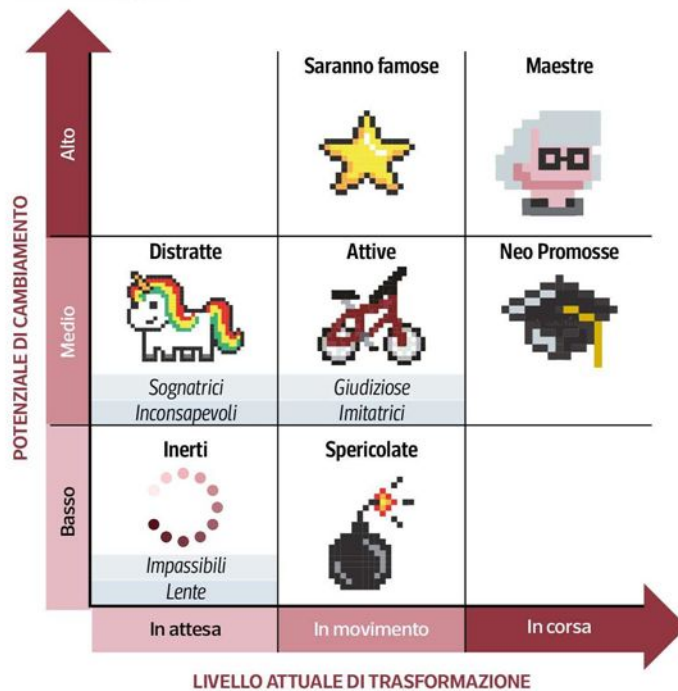 Saranno famose
Maestre
Alto
Distratte
Attive
Neo Promosse
POTENZIALE DI CAMBIAMENTO
Medio
Sognatrici
Giudiziose
Inconsapevoli
Imitatrici
Inerti
Spericolate
Basso
Impassibili
Lente
In attesa
In movimento
In corsa
LIVELLO ATTUALE DI TRASFORMAZIONE